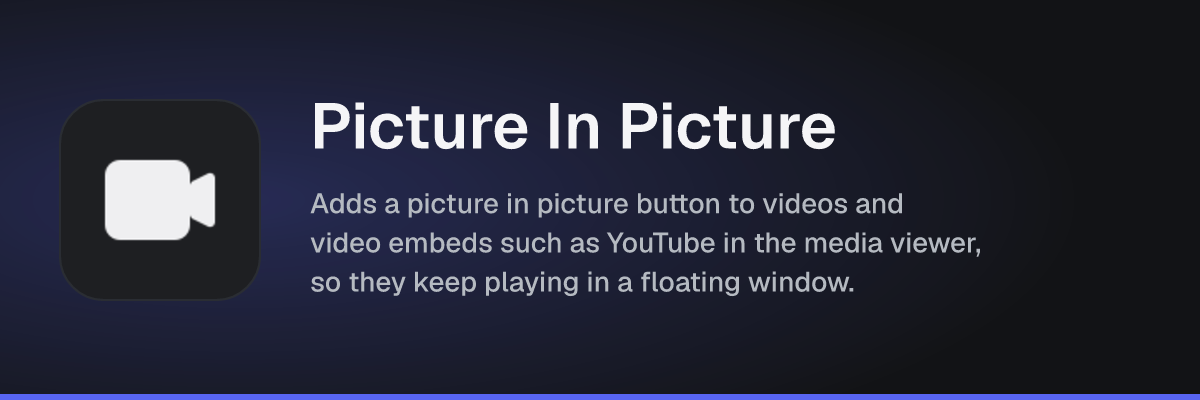 Picture In Picture
Adds a picture in picture button to videos and
video embeds such as YouTube in the media viewer,
so they keep playing in a floating window.